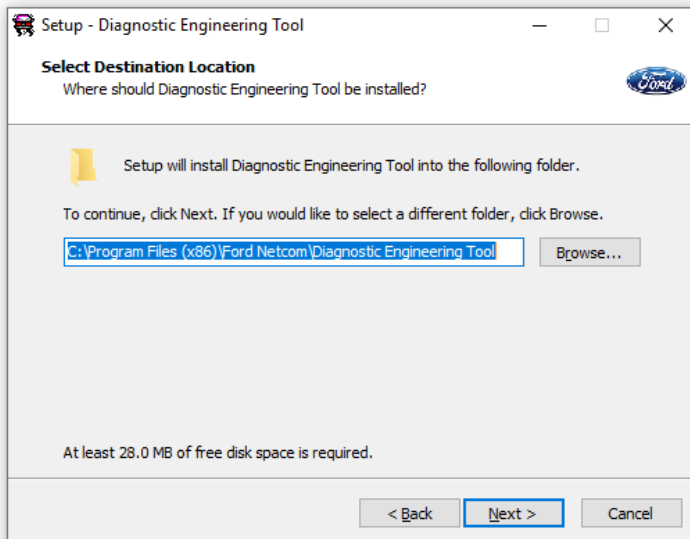 Setup - Diagnostic Engineering Tool
Select Destination Location
Where should Diagnostic Engineering Tool be installed?
Ford
Setup will install Diagnostic Engineering Tool into the following folder.
To continue, click Next. If you would like to select a different folder, click Browse.
C:\Program Files (x86)\Ford Netcom\Diagnostic Engineering Tool
Browse...
At least 28.0 MB of free disk space is required.
< Back
Next >
Cancel